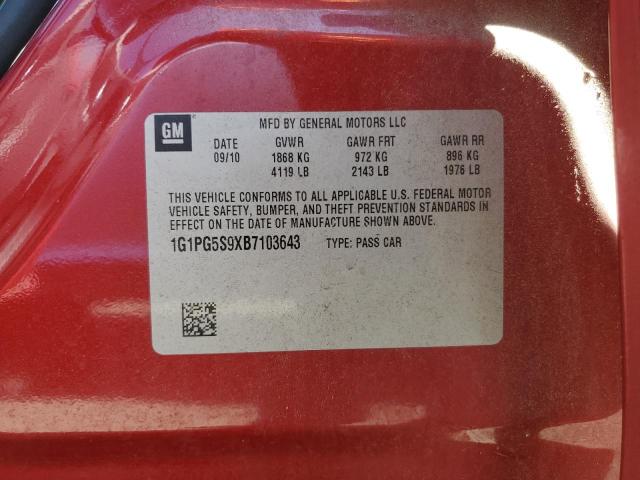 GM
MFD BY GENERAL MOTORS LLC
DATE GVWR GAWR FRT GAWR RR
09/10 1868 KG 972 KG 896 KG
4119 LB 2143 LB 1976 LB
THIS VEHICLE CONFORMS TO ALL APPLICABLE U.S. FEDERAL MOTOR
VEHICLE SAFETY, BUMPER, AND THEFT PREVENTION STANDARDS IN
EFFECT ON THE DATE OF MANUFACTURE SHOWN ABOVE.
1G1PG5S9XB7103643 TYPE: PASS CAR